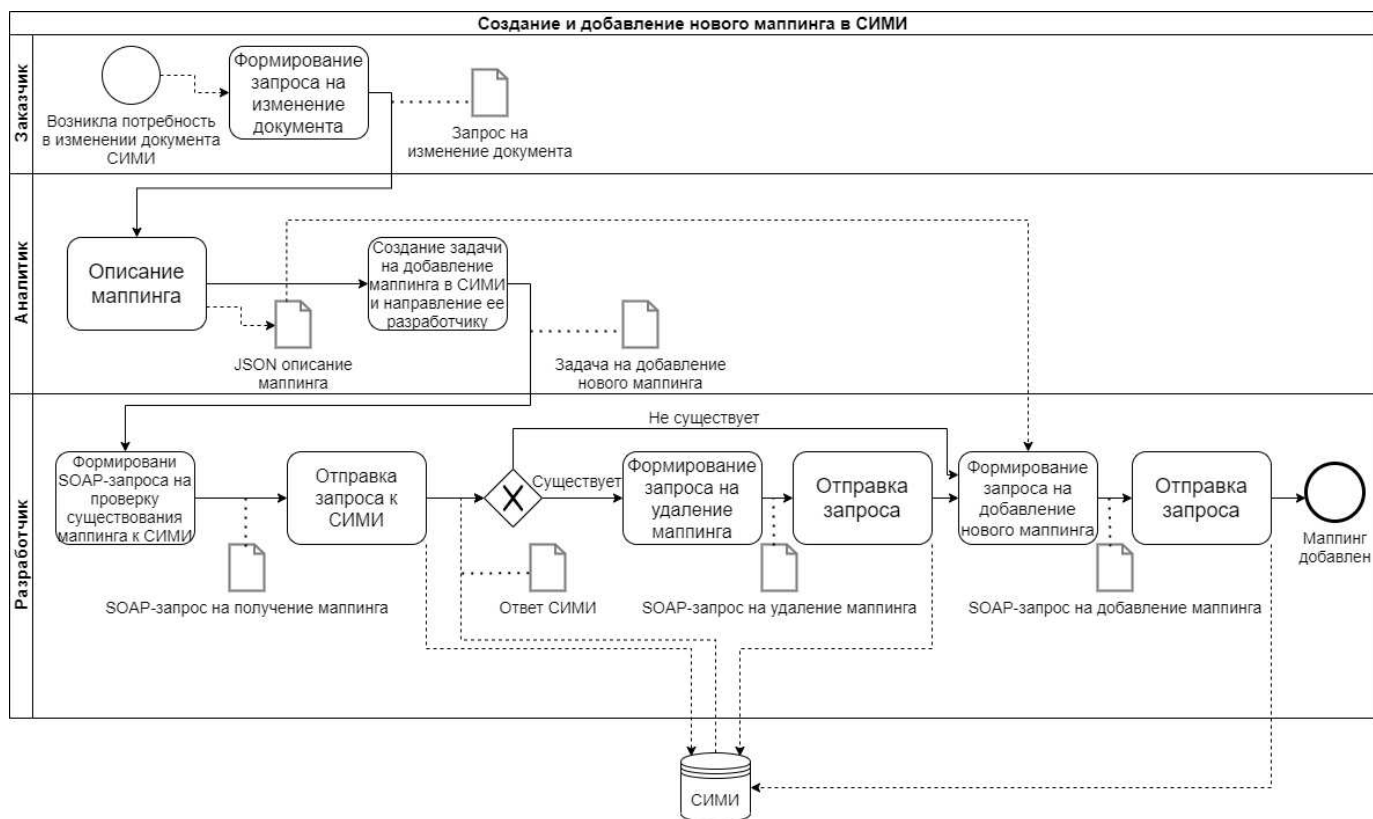 Создание и добавление нового маппинга в СИМИ
Заказчик
Возникла потребность
в изменении документа
СИМИ
Формирование
запроса на
изменение
документа
Запрос на
изменение документа
Аналитик
Описание
маппинга
JSON описание
маппинга
Создание задачи
на добавление
маппинга в СИМИ
и направление ее
разработчику
Задача на добавление
нового маппинга
Разработчик
Формировани
SOAP-запроса на
проверку
существования
маппинга к СИМИ
SOAP-запрос на получение маппинга
Отправка
запроса к
СИМИ
Ответ СИМИ
Не существует
Существует
Формирование
запроса на
удаление
маппинга
SOAP-запрос на удаление маппинга
Отправка
запроса
Формирование
запроса на
добавление
нового маппинга
SOAP-запрос на добавление маппинга
Отправка
запроса
Маппинг
добавлен
СИМИ